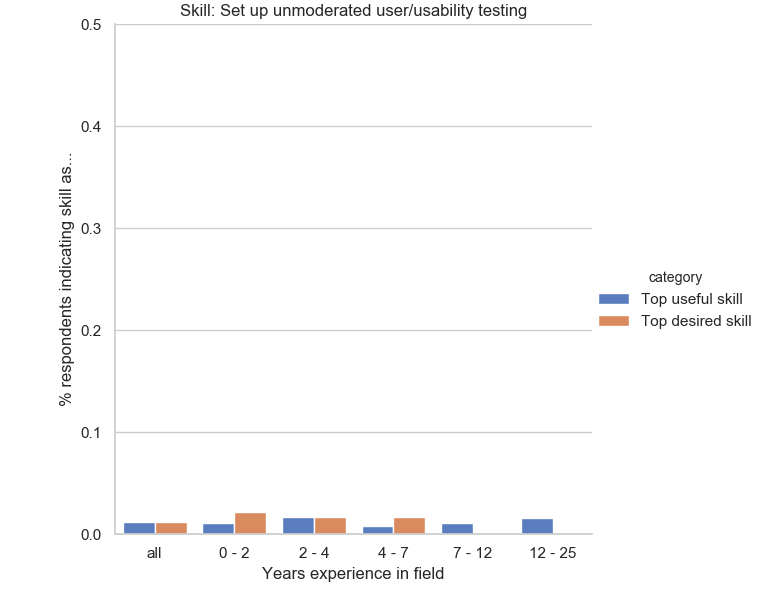 Skill: Set up unmoderated user/usability testing
0.5
0.4
0.3
0.2
0.1
0.0
% respondents indicating skill as...
all
0 - 2
2 - 4
4 - 7
7 - 12
12 - 25
Years experience in field
category
Top useful skill
Top desired skill